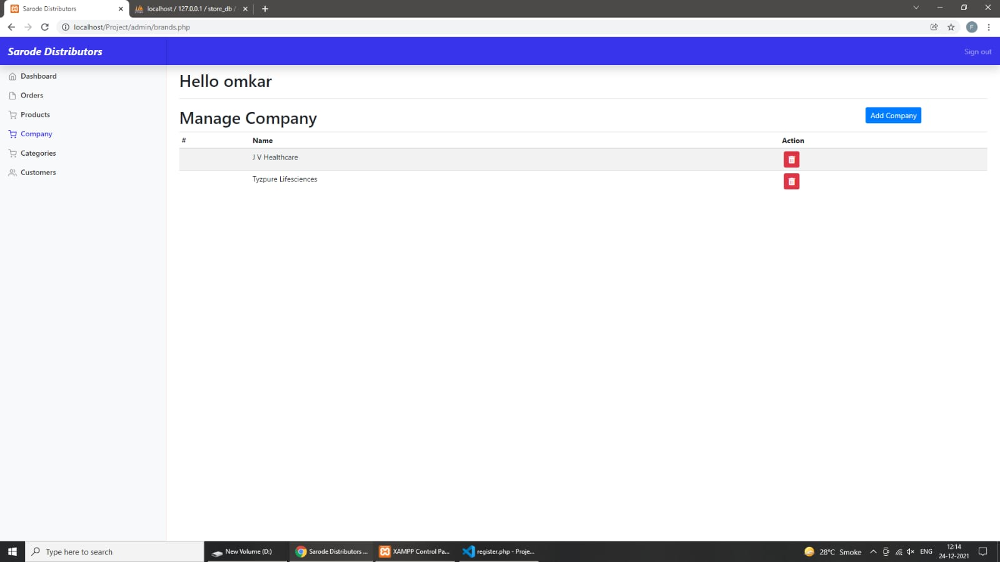 Sarode Distributors
localhost / 127.0.0.1 / store_db /
localhost/Project/admin/brands.php
F
Sarode Distributors
Sign out
Dashboard
Orders
Products
Company
Categories
Customers
Hello omkar
Manage Company
Add Company
# Name Action
J V Healthcare
Tyzpure Lifesciences
Type here to search
New Volume (D:)
Sarode Distributors ...
XAMPP Control Pa...
register.php - Proje...
28°C Smoke
ENG
12:14
24-12-2021